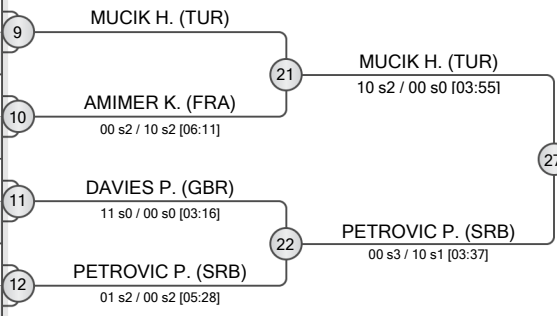 MUCIK H. (TUR)
9
21
MUCIK H. (TUR)
10 s2 / 00 s0 [03:55]
AMIMER K. (FRA)
10
00 s2 / 10 s2 [06:11]
27
DAVIES P. (GBR)
11
11 s0 / 00 s0 [03:16]
22
PETROVIC P. (SRB)
00 s3 / 10 s1 [03:37]
PETROVIC P. (SRB)
12
01 s2 / 00 s2 [05:28]